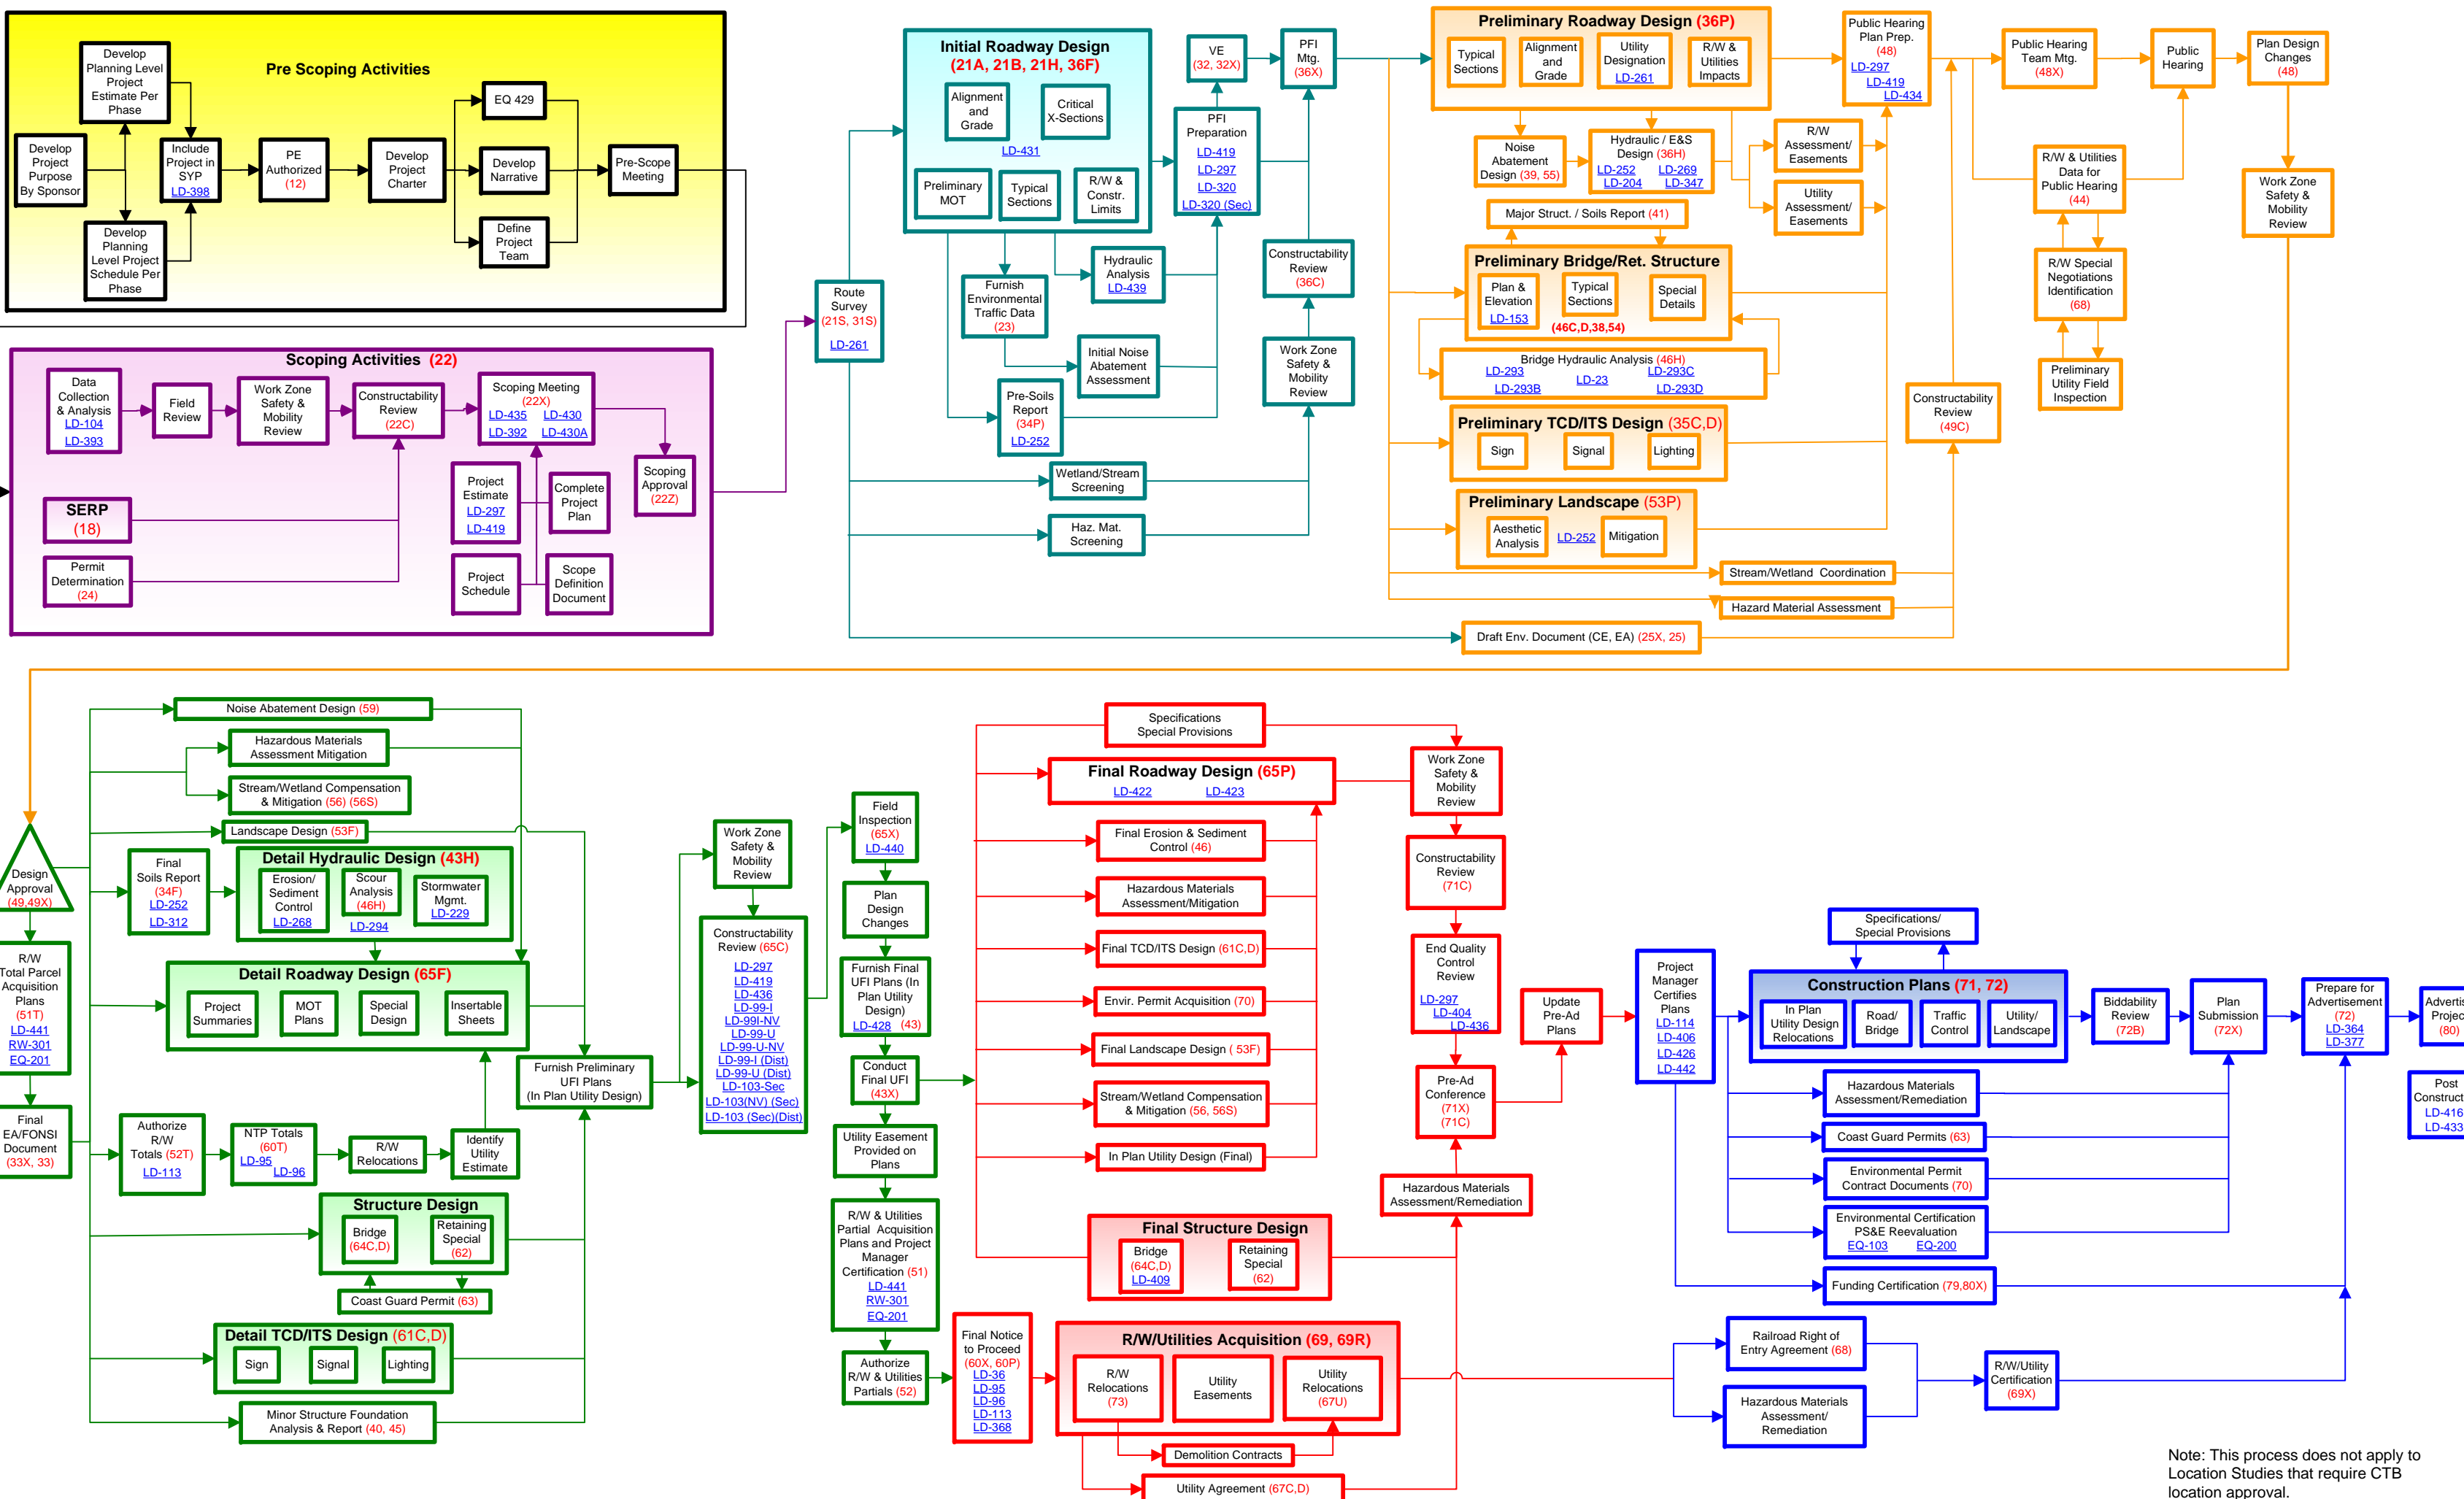 Pre Scoping Activities
Develop
Planning Level
Project
Estimate Per
Phase
Develop
Project
Purpose
By Sponsor
Include
Project in
SYP
LD-398
Develop
Planning
Level Project
Schedule Per
Phase
PE
Authorized
(12)
Develop
Project
Charter
EQ 429
Develop
Narrative
Define
Project
Team
Pre-Scope
Meeting
Scoping Activities (22)
Data
Collection
& Analysis
LD-104
LD-393
Field
Review
Work Zone
Safety &
Mobility
Review
Constructability
Review
(22C)
Scoping Meeting
(22X)
LD-435 LD-430
LD-392 LD-430A
SERP
(18)
Permit
Determination
(24)
Project
Estimate
LD-297
LD-419
Complete
Project
Plan
Project
Schedule
Scope
Definition
Document
Scoping
Approval
(22Z)
Route
Survey
(21S, 31S)
LD-261
Initial Roadway Design
(21A, 21B, 21H, 36F)
Alignment
and
Grade
Critical
X-Sections
LD-431
Preliminary
MOT
Typical
Sections
R/W &
Constr.
Limits
VE
(32, 32X)
PFI
Mtg.
(36X)
PFI
Preparation
LD-419
LD-297
LD-320
LD-320 (Sec)
Hydraulic
Analysis
LD-439
Furnish
Environmental
Traffic Data
(23)
Initial Noise
Abatement
Assessment
Pre-Soils
Report
(34P)
LD-252
Constructability
Review
(36C)
Work Zone
Safety &
Mobility
Review
Wetland/Stream
Screening
Haz. Mat.
Screening
Preliminary Roadway Design (36P)
Typical
Sections
Alignment
and
Grade
Utility
Designation
LD-261
R/W &
Utilities
Impacts
Noise
Abatement
Design (39, 55)
Hydraulic / E&S
Design (36H)
LD-252 LD-269
LD-204 LD-347
R/W
Assessment/
Easements
Utility
Assessment/
Easements
Major Struct. / Soils Report (41)
Preliminary Bridge/Ret. Structure
Plan &
Elevation
LD-153
Typical
Sections
Special
Details
(46C,D,38,54)
Bridge Hydraulic Analysis (46H)
LD-293 LD-23 LD-293C
LD-293B LD-293D
Preliminary TCD/ITS Design (35C,D)
Sign
Signal
Lighting
Preliminary Landscape (53P)
Aesthetic
Analysis
LD-252
Mitigation
Stream/Wetland Coordination
Hazard Material Assessment
Draft Env. Document (CE, EA) (25X, 25)
Public Hearing
Plan Prep.
(48)
LD-297
LD-419
LD-434
Public Hearing
Team Mtg.
(48X)
Public
Hearing
Plan Design
Changes
(48)
R/W & Utilities
Data for
Public Hearing
(44)
R/W Special
Negotiations
Identification
(68)
Preliminary
Utility Field
Inspection
Constructability
Review
(49C)
Work Zone
Safety &
Mobility
Review
Design
Approval
(49,49X)
R/W
Total Parcel
Acquisition
Plans
(51T)
LD-441
RW-301
EQ-201
Final
EA/FONSI
Document
(33X, 33)
Noise Abatement Design (59)
Hazardous Materials
Assessment Mitigation
Stream/Wetland Compensation
& Mitigation (56) (56S)
Landscape Design (53F)
Final
Soils Report
(34F)
LD-252
LD-312
Detail Hydraulic Design (43H)
Erosion/
Sediment
Control
LD-268
Scour
Analysis
(46H)
LD-294
Stormwater
Mgmt.
LD-229
Detail Roadway Design (65F)
Project
Summaries
MOT
Plans
Special
Design
Insertable
Sheets
Authorize
R/W
Totals (52T)
LD-113
NTP Totals
(60T)
LD-95
LD-96
R/W
Relocations
Identify
Utility
Estimate
Structure Design
Bridge
(64C,D)
Retaining
Special
(62)
Coast Guard Permit (63)
Detail TCD/ITS Design (61C,D)
Sign
Signal
Lighting
Minor Structure Foundation
Analysis & Report (40, 45)
Furnish Preliminary
UFI Plans
(In Plan Utility Design)
Work Zone
Safety &
Mobility
Review
Constructability
Review (65C)
LD-297
LD-419
LD-436
LD-99-I
LD-99I-NV
LD-99-U
LD-99-U-NV
LD-99-I (Dist)
LD-99-U (Dist)
LD-103-Sec
LD-103(NV) (Sec)
LD-103 (Sec)(Dist)
Field
Inspection
(65X)
LD-440
Plan
Design
Changes
Furnish Final
UFI Plans (In
Plan Utility
Design)
LD-428 (43)
Conduct
Final UFI
(43X)
Utility Easement
Provided on
Plans
R/W & Utilities
Partial Acquisition
Plans and Project
Manager
Certification (51)
LD-441
RW-301
EQ-201
Authorize
R/W & Utilities
Partials (52)
Specifications
Special Provisions
Final Roadway Design (65P)
LD-422 LD-423
Final Erosion & Sediment
Control (46)
Hazardous Materials
Assessment/Mitigation
Final TCD/ITS Design (61C,D)
Envir. Permit Acquisition (70)
Final Landscape Design ( 53F)
Stream/Wetland Compensation
& Mitigation (56, 56S)
In Plan Utility Design (Final)
Final Structure Design
Bridge
(64C,D)
LD-409
Retaining
Special
(62)
Final Notice
to Proceed
(60X, 60P)
LD-36
LD-95
LD-96
LD-113
LD-368
R/W/Utilities Acquisition (69, 69R)
R/W
Relocations
(73)
Utility
Easements
Utility
Relocations
(67U)
Demolition Contracts
Utility Agreement (67C,D)
Work Zone
Safety &
Mobility
Review
Constructability
Review
(71C)
End Quality
Control
Review
LD-297
LD-404
LD-436
Pre-Ad
Conference
(71X)
(71C)
Hazardous Materials
Assessment/Remediation
Update
Pre-Ad
Plans
Project
Manager
Certifies
Plans
LD-114
LD-406
LD-426
LD-442
Specifications/
Special Provisions
Construction Plans (71, 72)
In Plan
Utility Design
Relocations
Road/
Bridge
Traffic
Control
Utility/
Landscape
Hazardous Materials
Assessment/Remediation
Coast Guard Permits (63)
Environmental Permit
Contract Documents (70)
Environmental Certification
PS&E Reevaluation
EQ-103 EQ-200
Funding Certification (79,80X)
Railroad Right of
Entry Agreement (68)
Hazardous Materials
Assessment/
Remediation
R/W/Utility
Certification
(69X)
Biddability
Review
(72B)
Plan
Submission
(72X)
Prepare for
Advertisement
(72)
LD-364
LD-377
Advertis
Project
(80)
Post
Construct
LD-416
LD-433
Note: This process does not apply to
Location Studies that require CTB
location approval.